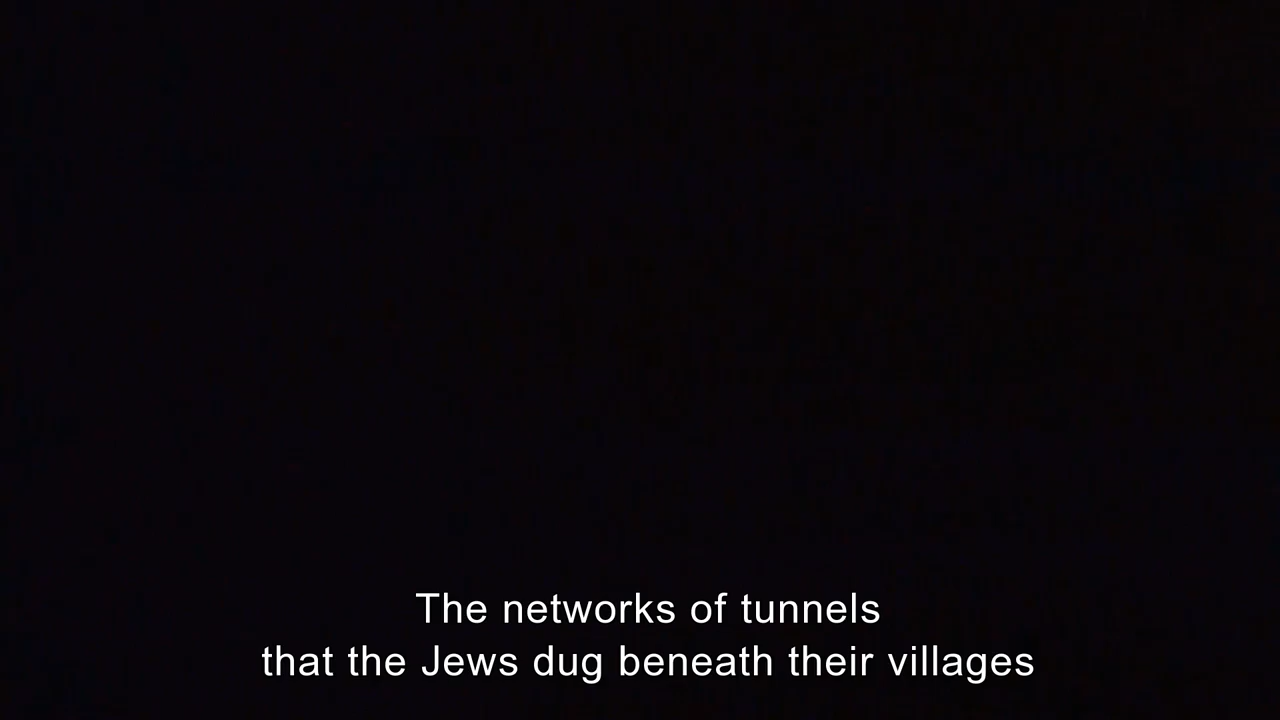 The networks of tunnels
that the Jews dug beneath their villages